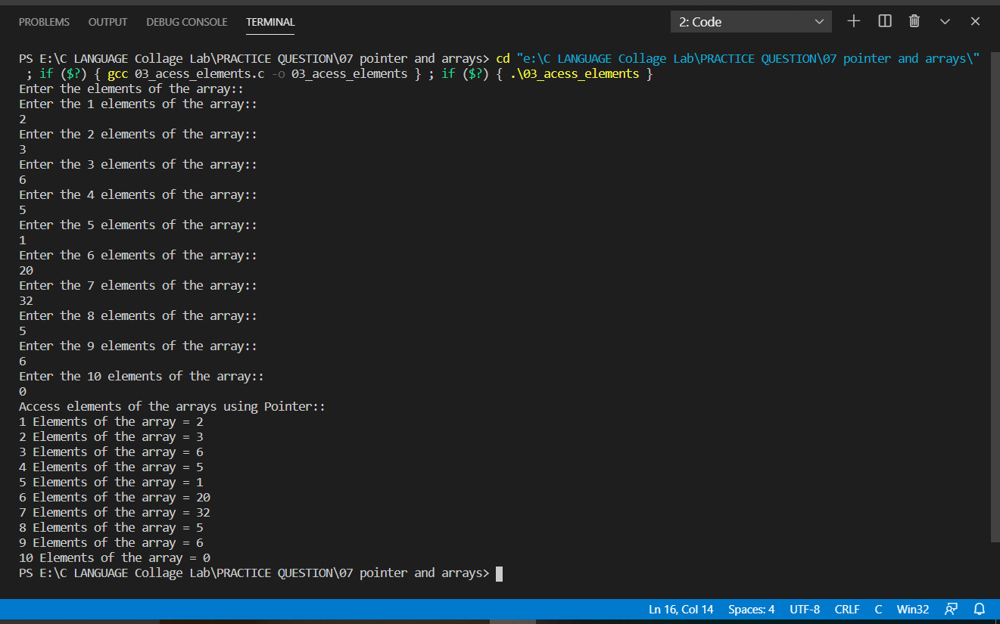 PROBLEMS OUTPUT DEBUG CONSOLE TERMINAL 2: Code
PS E:\C LANGUAGE Collage Lab\PRACTICE QUESTION\07 pointer and arrays> cd "e:\C LANGUAGE Collage Lab\PRACTICE QUESTION\07 pointer and arrays\"
 ; if ($?) { gcc 03_acess_elements.c -o 03_acess_elements } ; if ($?) { .\03_acess_elements }
Enter the elements of the array::
Enter the 1 elements of the array::
2
Enter the 2 elements of the array::
3
Enter the 3 elements of the array::
6
Enter the 4 elements of the array::
5
Enter the 5 elements of the array::
1
Enter the 6 elements of the array::
20
Enter the 7 elements of the array::
32
Enter the 8 elements of the array::
5
Enter the 9 elements of the array::
6
Enter the 10 elements of the array::
0
Access elements of the arrays using Pointer::
1 Elements of the array = 2
2 Elements of the array = 3
3 Elements of the array = 6
4 Elements of the array = 5
5 Elements of the array = 1
6 Elements of the array = 20
7 Elements of the array = 32
8 Elements of the array = 5
9 Elements of the array = 6
10 Elements of the array = 0
PS E:\C LANGUAGE Collage Lab\PRACTICE QUESTION\07 pointer and arrays>
Ln 16, Col 14 Spaces: 4 UTF-8 CRLF C Win32